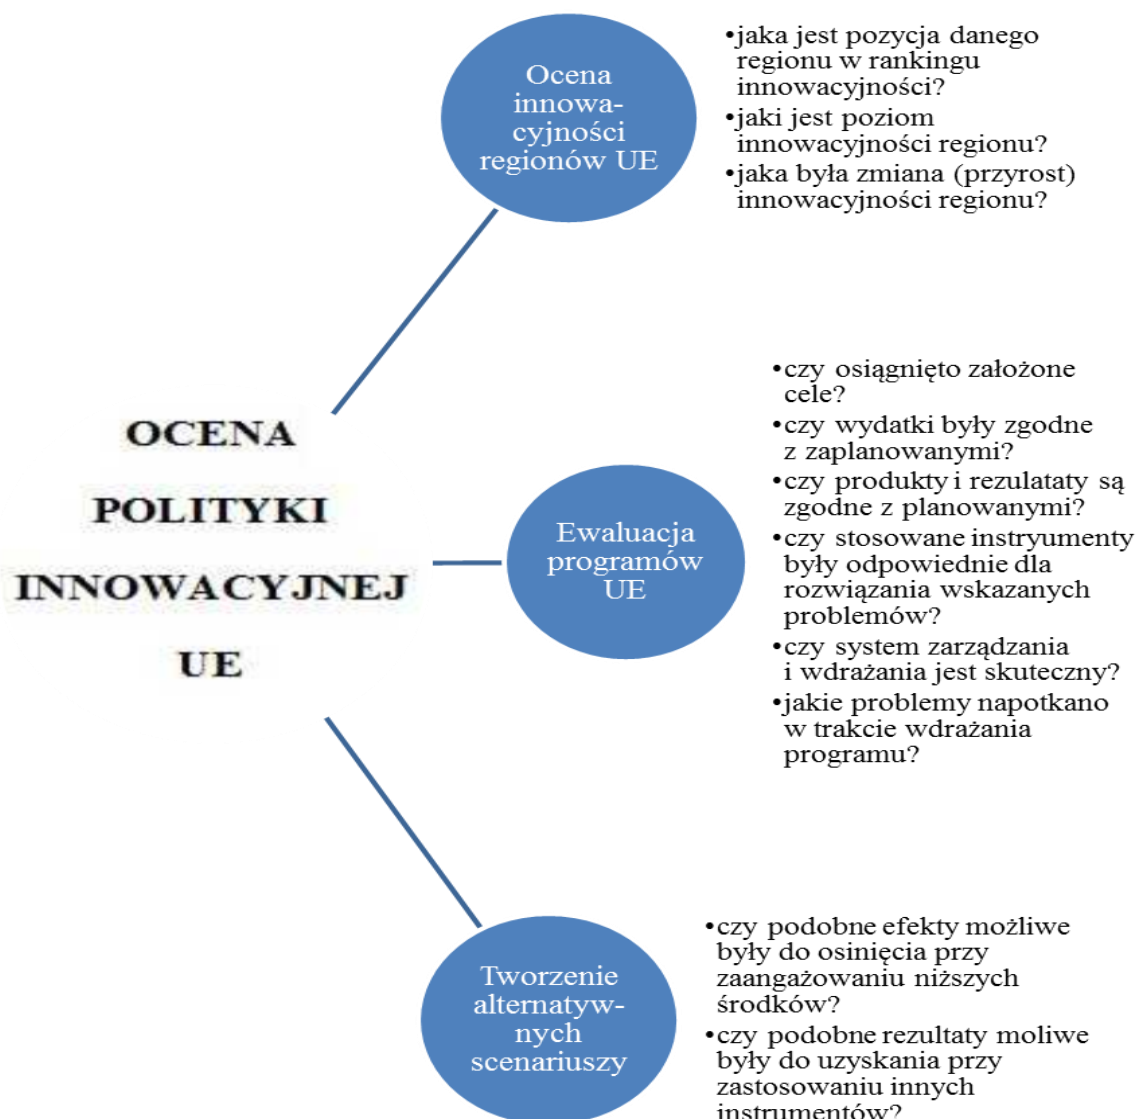 OCENA
POLITYKI
INNOWACYJNEJ
UE
Ocena
innowa-
cyjności
regionów UE
•jaka jest pozycja danego
regionu w rankingu
innowacyjności?
•jaki jest poziom
innowacyjności regionu?
•jaka była zmiana (przyrost)
innowacyjności regionu?
Ewaluacja
programów
UE
•czy osiągnięto założone
cele?
•czy wydatki były zgodne
z zaplanowanymi?
•czy produkty i rezulataty są
zgodne z planowanymi?
•czy stosowane instryumenty
były odpowiednie dla
rozwiązania wskazanych
problemów?
•czy system zarządzania
i wdrażania jest skuteczny?
•jakie problemy napotkano
w trakcie wdrażania
programu?
Tworzenie
alternatyw-
nych
scenariuszy
•czy podobne efekty możliwe
były do osinięcia przy
zaangażowaniu niższych
środków?
•czy podobne rezultaty moliwe
były do uzyskania przy
zastosowaniu innych
instrumentów?